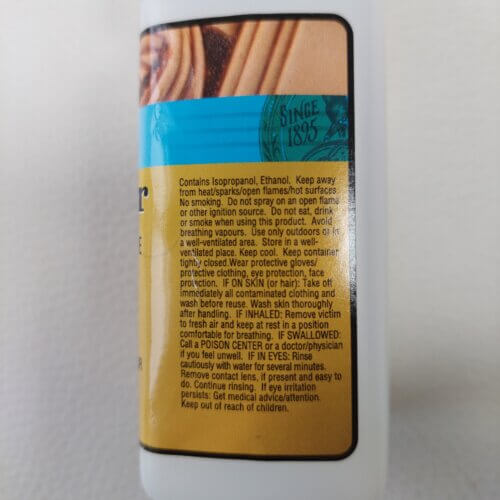 SINCE
1895
r
E
R
Contains Isopropanol, Ethanol. Keep away
from heat/sparks/open flames/hot surfaces.
No smoking. Do not spray on an open flame
or other ignition source. Do not eat, drink
or smoke when using this product. Avoid
breathing vapours. Use only outdoors or in
a well-ventilated area. Store in a well-
ventilated place. Keep cool. Keep container
tightly closed.Wear protective gloves/
protective clothing, eye protection, face
protection. IF ON SKIN (or hair): Take off
immediately all contaminated clothing and
wash before reuse. Wash skin thoroughly
after handling. IF INHALED: Remove victim
to fresh air and keep at rest in a position
comfortable for breathing. IF SWALLOWED:
Call a POISON CENTER or a doctor/physician
if you feel unwell. IF IN EYES: Rinse
cautiously with water for several minutes.
Remove contact lens, if present and easy to
do. Continue rinsing. If eye irritation
persists: Get medical advice/attention.
Keep out of reach of children.